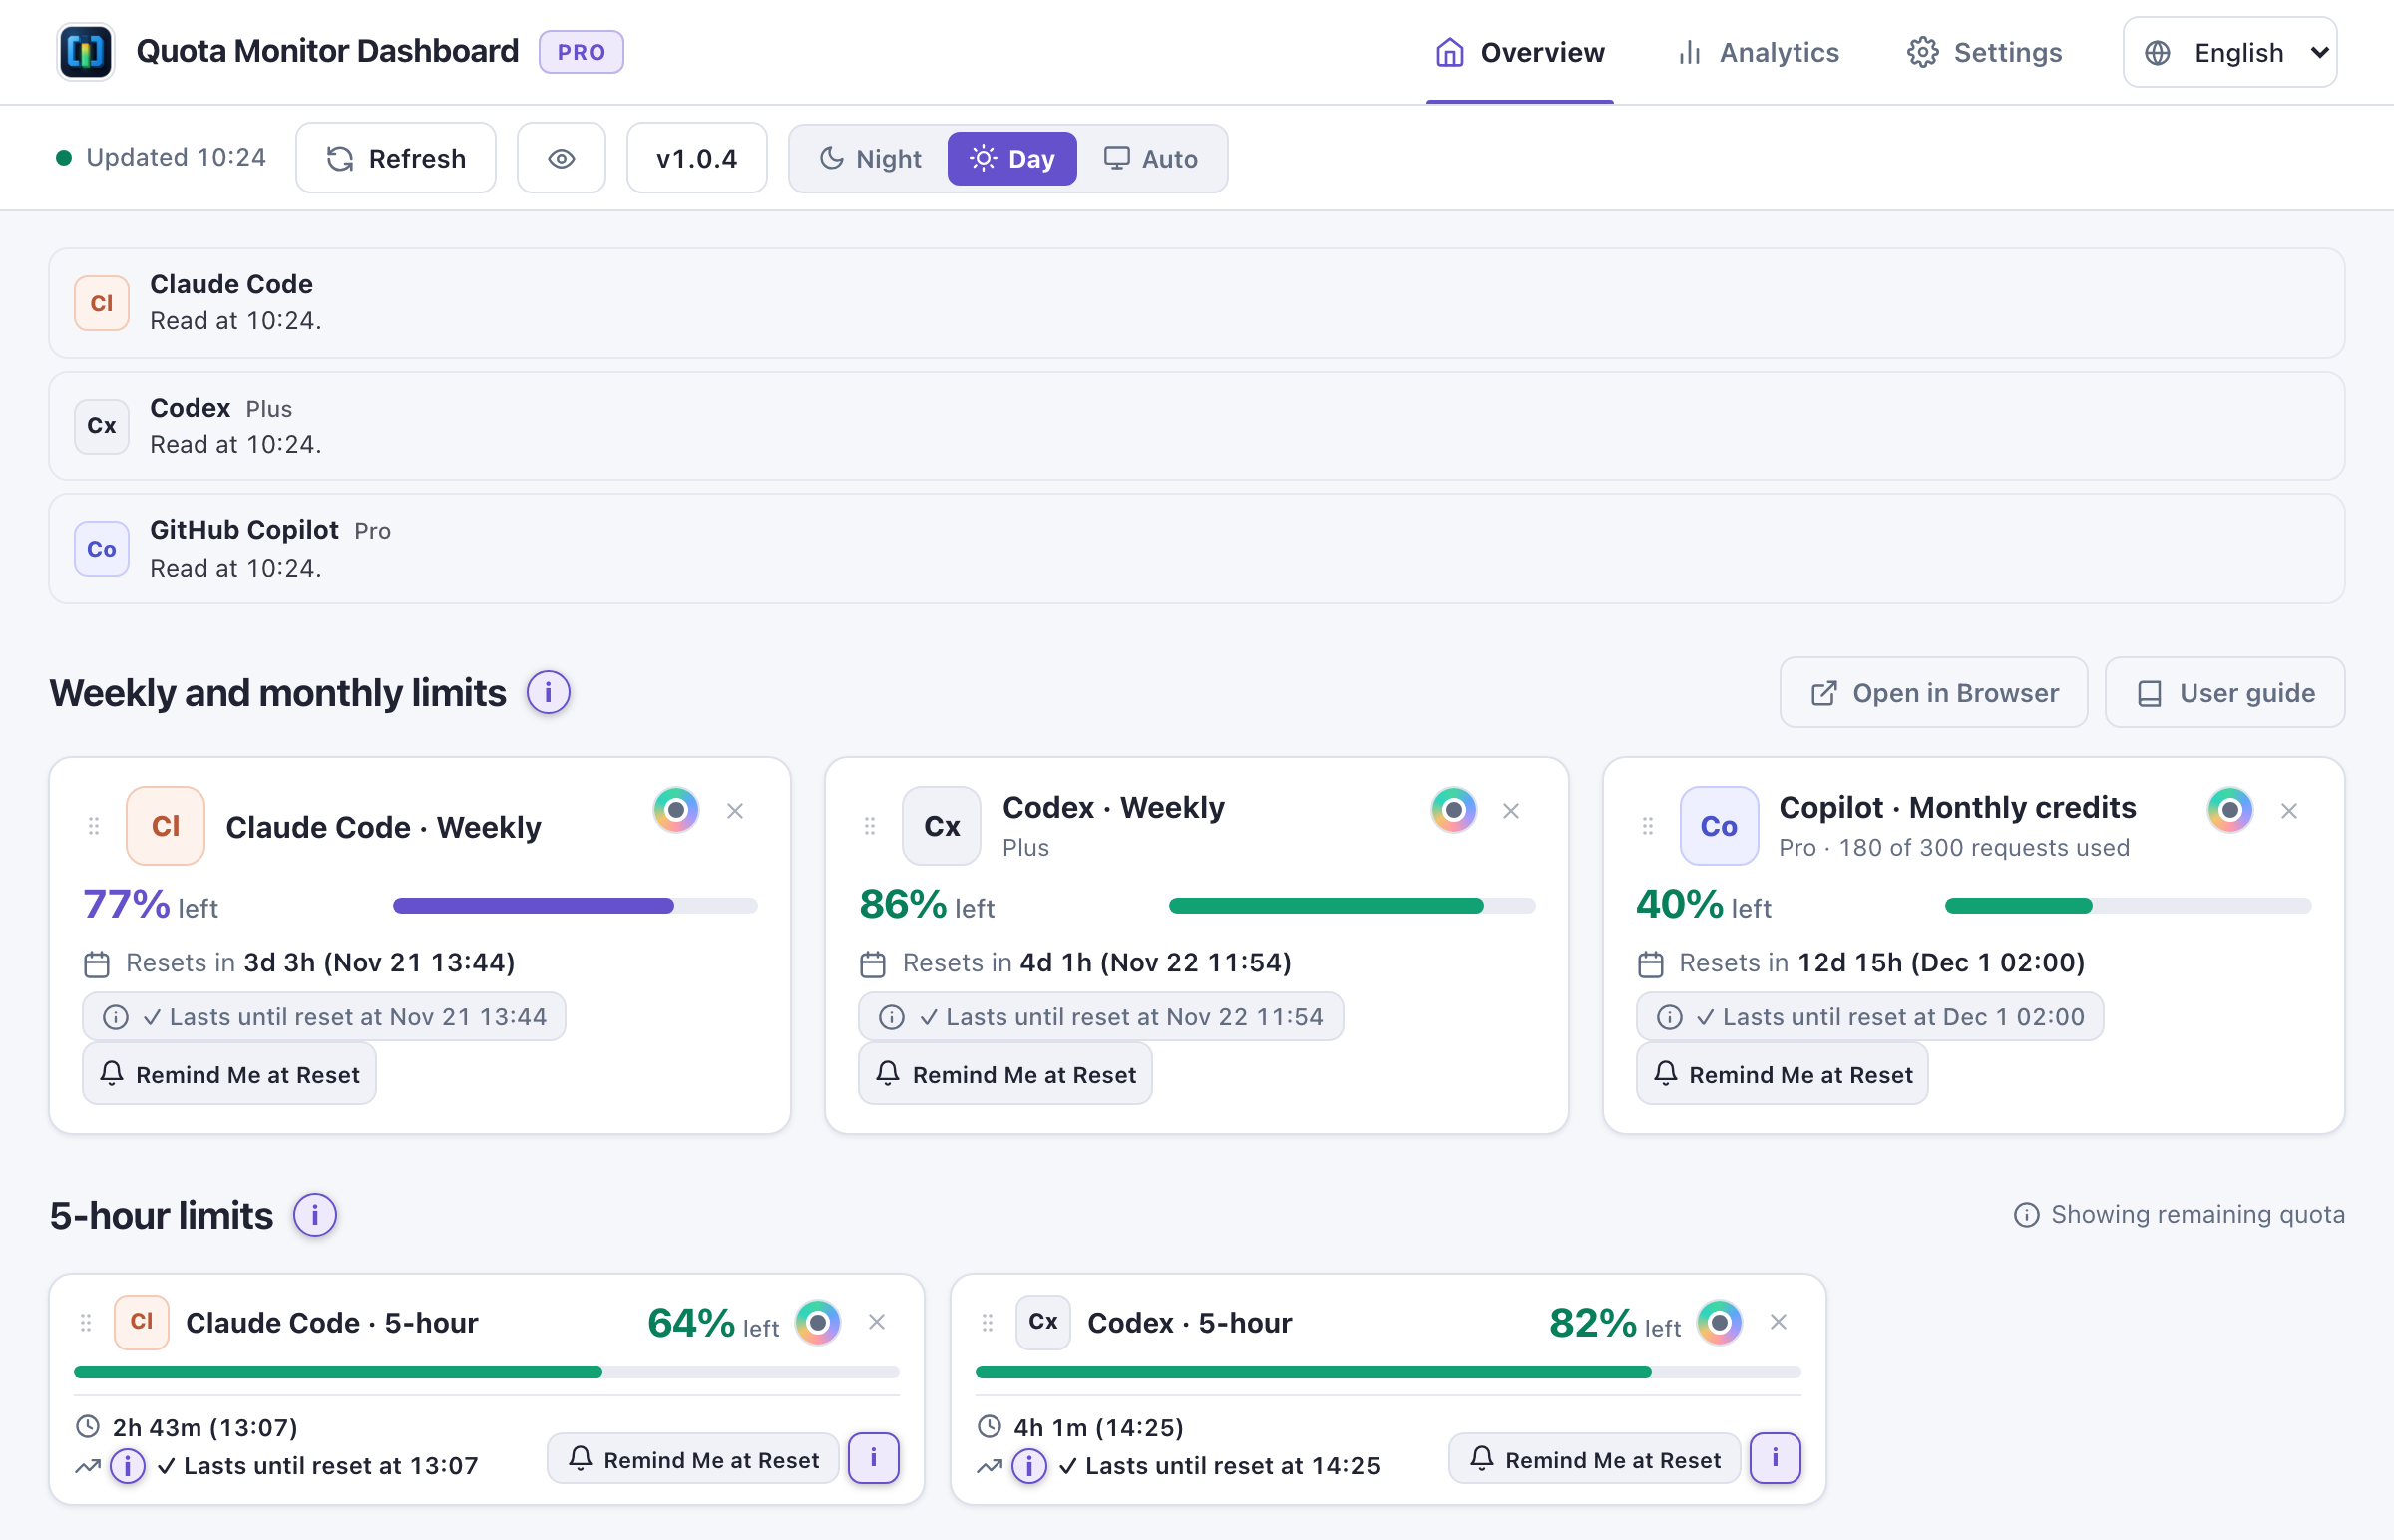 Quota Monitor Dashboard PRO
Overview Analytics Settings English
Updated 10:24 Refresh v1.0.4 Night Day Auto
Cl Claude Code
Read at 10:24.
Cx Codex Plus
Read at 10:24.
Co GitHub Copilot Pro
Read at 10:24.
Weekly and monthly limits i
Open in Browser User guide
Cl Claude Code · Weekly
77% left
Resets in 3d 3h (Nov 21 13:44)
✓ Lasts until reset at Nov 21 13:44
Remind Me at Reset
Cx Codex · Weekly
Plus
86% left
Resets in 4d 1h (Nov 22 11:54)
✓ Lasts until reset at Nov 22 11:54
Remind Me at Reset
Co Copilot · Monthly credits
Pro · 180 of 300 requests used
40% left
Resets in 12d 15h (Dec 1 02:00)
✓ Lasts until reset at Dec 1 02:00
Remind Me at Reset
5-hour limits i
Showing remaining quota
Cl Claude Code · 5-hour 64% left
2h 43m (13:07)
i ✓ Lasts until reset at 13:07
Remind Me at Reset i
Cx Codex · 5-hour 82% left
4h 1m (14:25)
i ✓ Lasts until reset at 14:25
Remind Me at Reset i